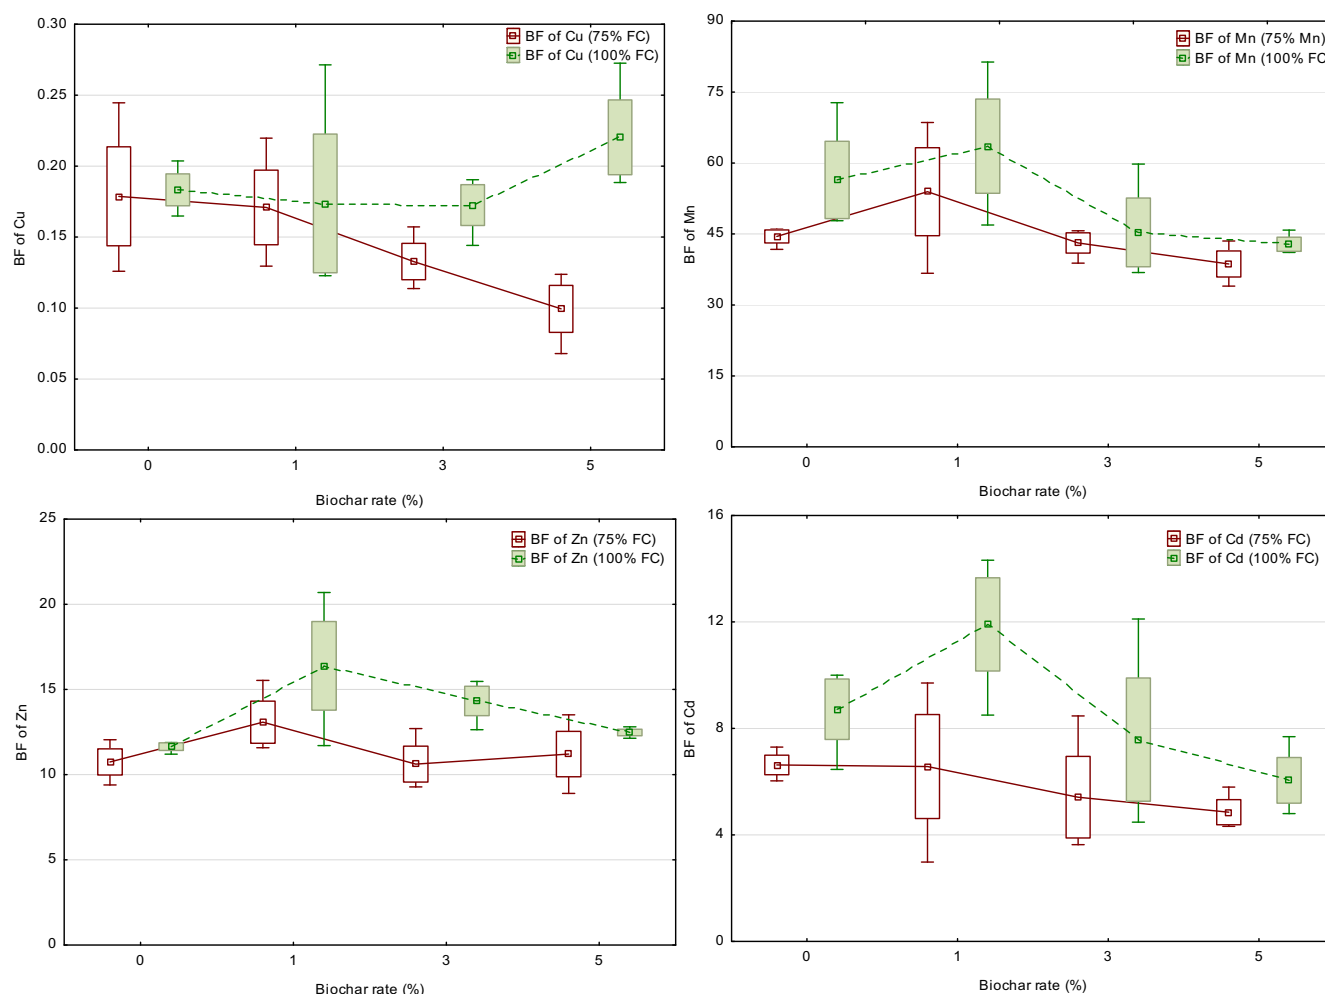 0.30
0.25
0.20
0.15
0.10
0.05
0.00
BF of Cu
BF of Cu (75% FC)
BF of Cu (100% FC)
0 1 3 5
Biochar rate (%)
90
75
60
45
30
15
0
BF of Mn
BF of Mn (75% Mn)
BF of Mn (100% FC
0 1 3 5
Biochar rate (%)
25
20
15
10
5
0
BF of Zn
BF of Zn (75% FC)
BF of Zn (100% FC)
0 1 3 5
Biochar rate (%)
16
12
8
4
0
BF of Cd
BF of Cd (75% FC)
BF of Cd (100% FC)
0 1 3 5
Biochar rate (%)